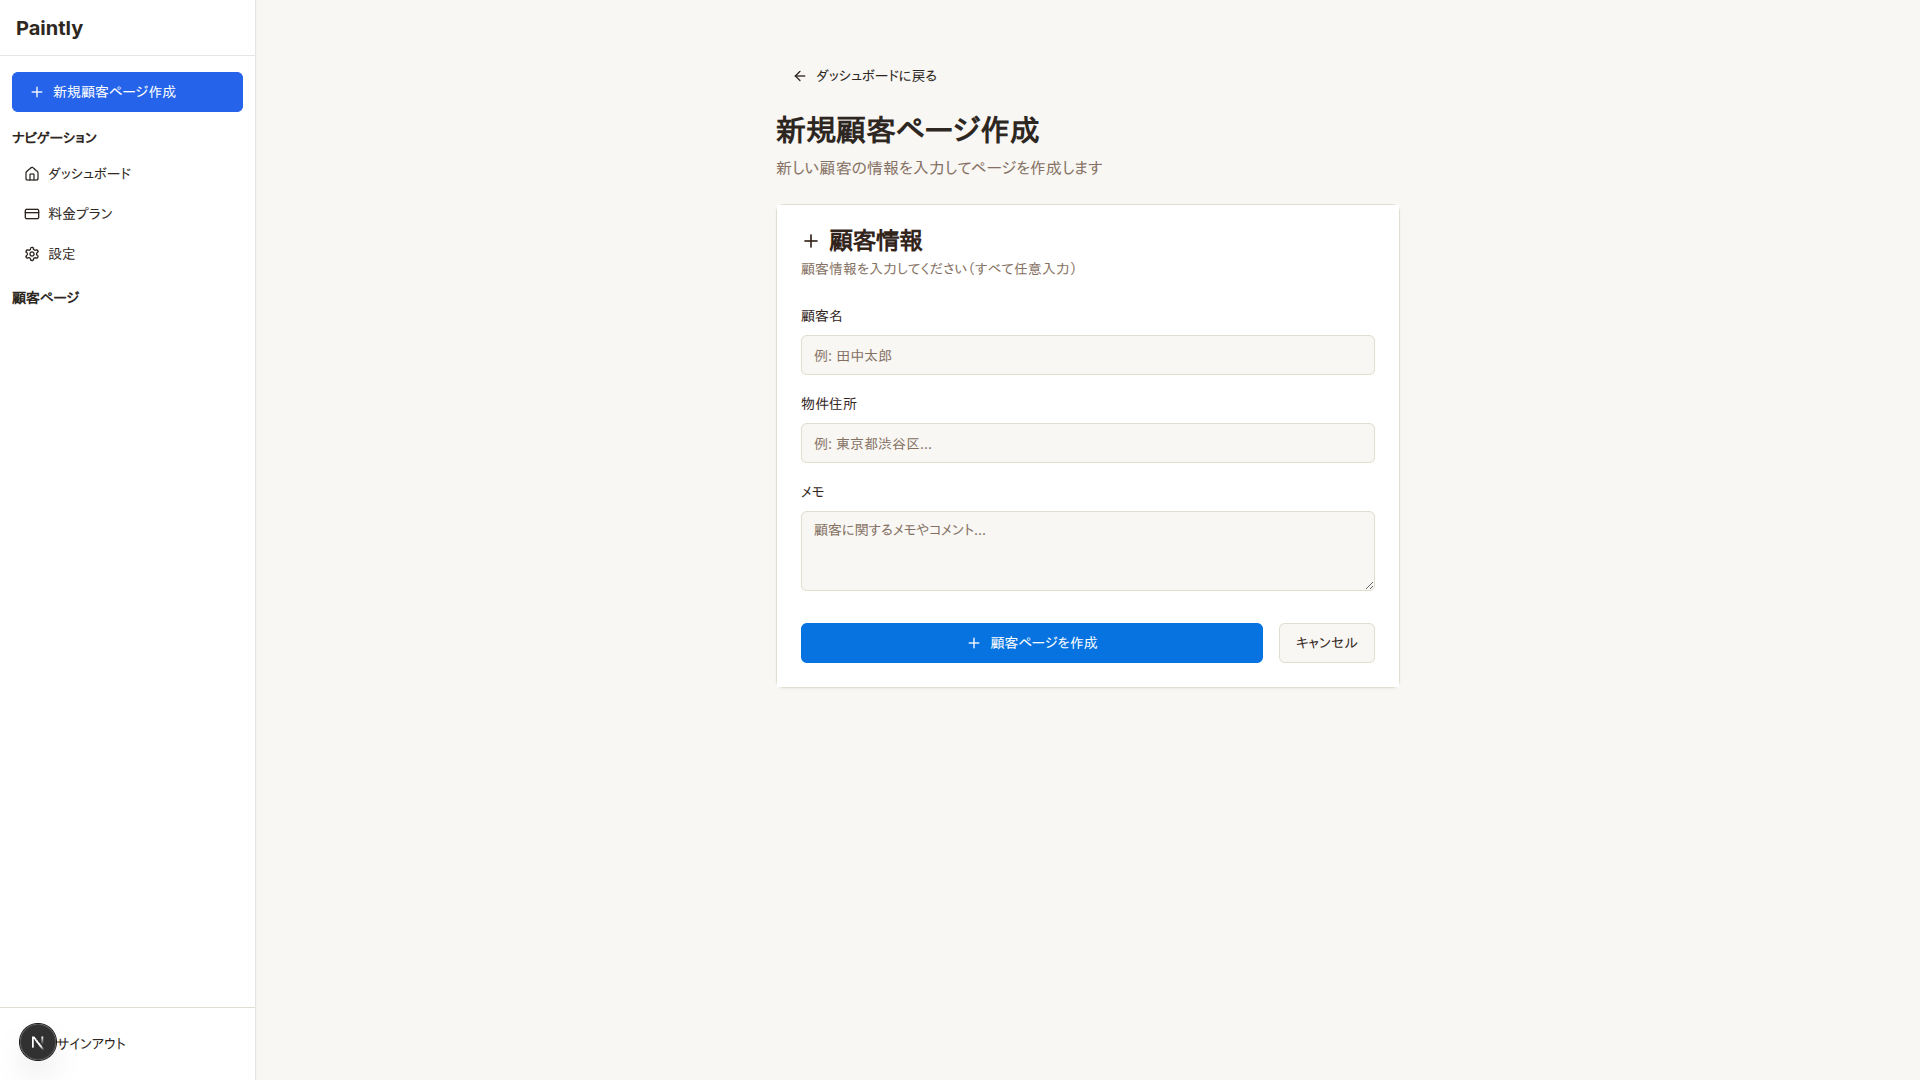 Paintly
新規顧客ページ作成
ナビゲーション
ダッシュボード
料金プラン
設定
顧客ページ
N
サインアウト
ダッシュボードに戻る
新規顧客ページ作成
新しい顧客の情報を入力してページを作成します
顧客情報
顧客情報を入力してください（すべて任意入力）
顧客名
例: 田中太郎
物件住所
例: 東京都渋谷区...
メモ
顧客に関するメモやコメント...
顧客ページを作成
キャンセル